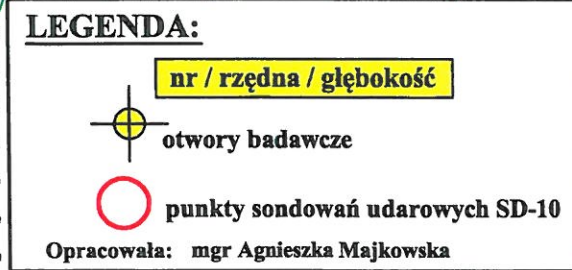 LEGENDA:
nr / rzędna / głębokość
otwory badawcze
punkty sondowań udarowych SD-10
Opracowała: mgr Agnieszka Majkowska